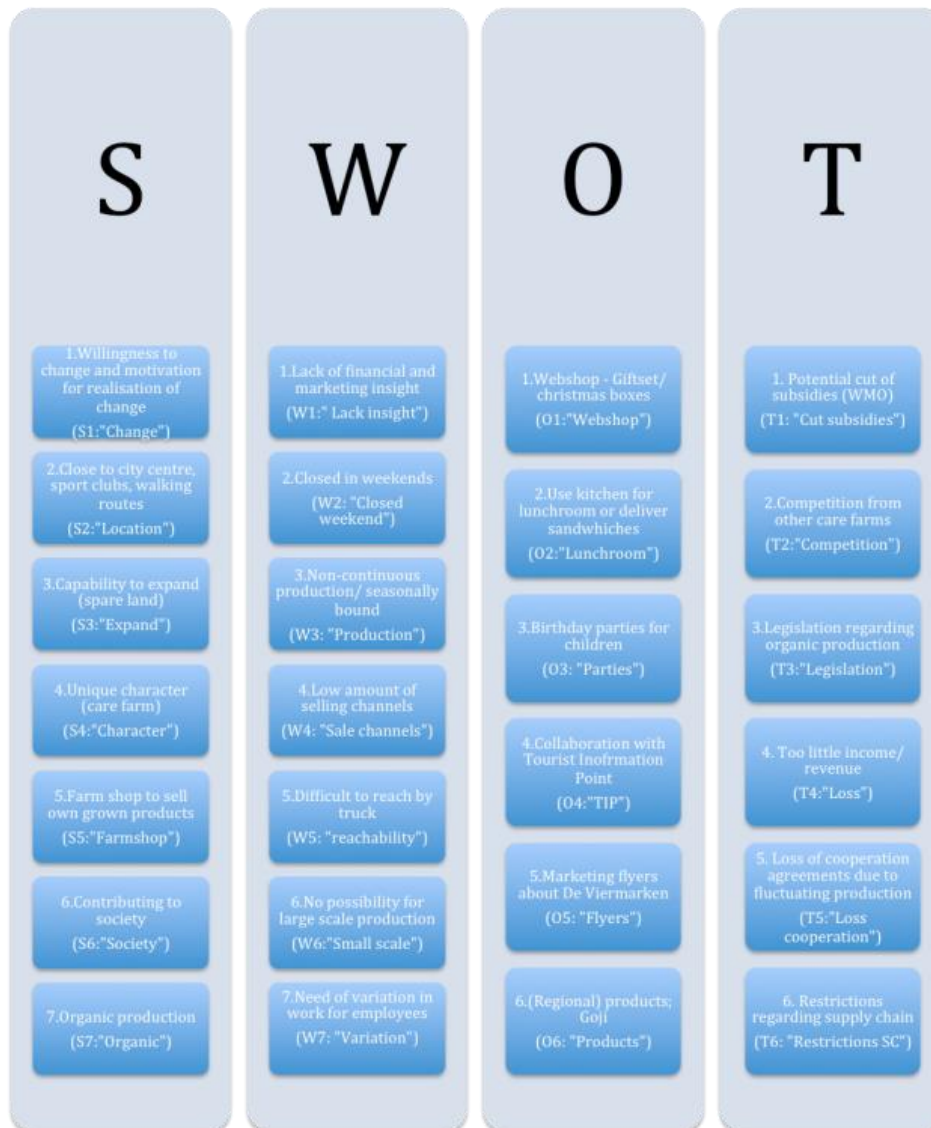 S
1.Willingness to
change and motivation
for realisation of
change
(S1:"Change")
2.Close to city centre,
sport clubs, walking
routes
(S2:"Location")
3.Capability to expand
(spare land)
(S3:"Expand")
4.Unique character
(care farm)
(S4:"Character")
5.Farm shop to sell
own grown products
(S5:"Farmshop")
6.Contributing to
society
(S6:"Society")
7.Organic production
(S7:"Organic")
W
1.Lack of financial and
marketing insight
(W1:" Lack insight")
2.Closed in weekends
(W2: "Closed
weekend")
3.Non-continuous
production/ seasonally
bound
(W3: "Production")
4.Low amount of
selling channels
(W4: "Sale channels")
5.Difficult to reach by
truck
(W5: "reachability")
6.No possibility for
large scale production
(W6:"Small scale")
7.Need of variation in
work for employees
(W7: "Variation")
O
1.Webshop - Giftset/
christmas boxes
(O1:"Webshop")
2.Use kitchen for
lunchroom or deliver
sandwhiches
(O2:"Lunchroom")
3.Birthday parties for
children
(O3: "Parties")
4.Collaboration with
Tourist Inofrmation
Point
(O4:"TIP")
5.Marketing flyers
about De Viermarken
(O5: "Flyers")
6.(Regional) products;
Goji
(O6: "Products")
T
1. Potential cut of
subsidies (WMO)
(T1: "Cut subsidies")
2.Competition from
other care farms
(T2:"Competition")
3.Legislation regarding
organic production
(T3:"Legislation")
4. Too little income/
revenue
(T4:"Loss")
5. Loss of cooperation
agreements due to
fluctuating production
(T5:"Loss
cooperation")
6. Restrictions
regarding supply chain
(T6: "Restrictions SC")